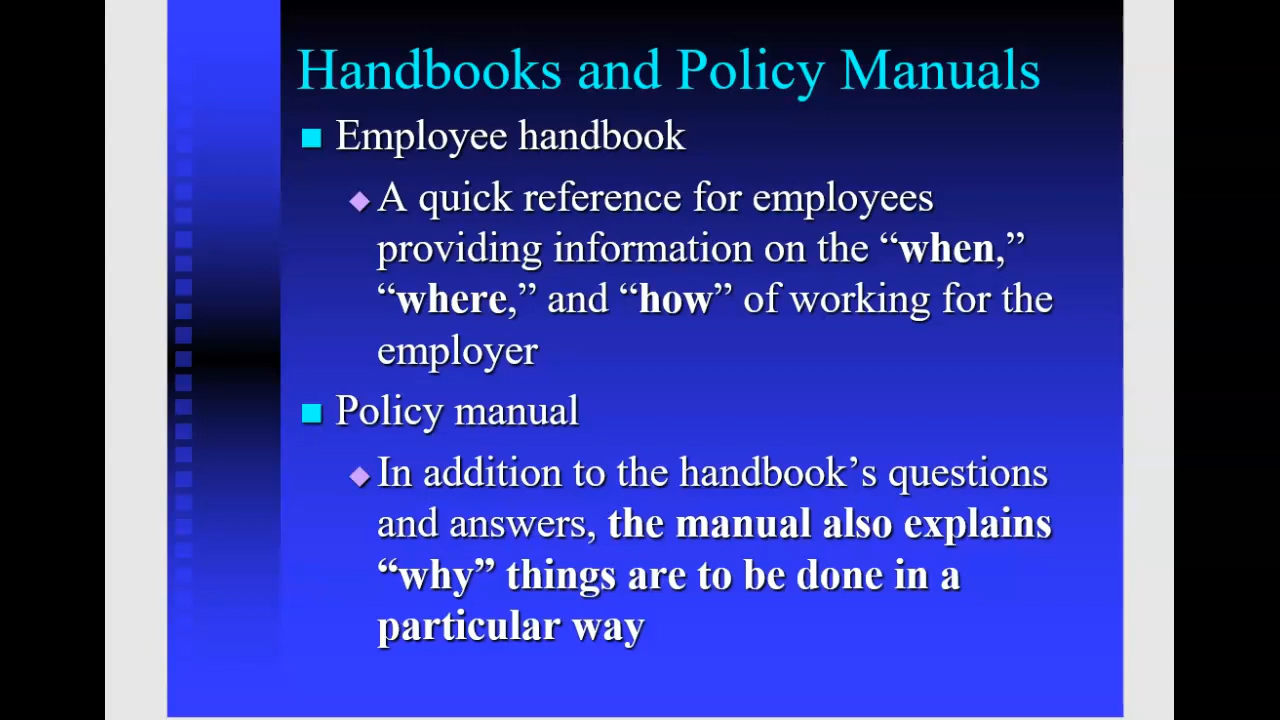 Handbooks and Policy Manuals
Employee handbook
A quick reference for employees
providing information on the “when,”
“where,” and “how” of working for the
employer
Policy manual
In addition to the handbook’s questions
and answers, the manual also explains
“why” things are to be done in a
particular way